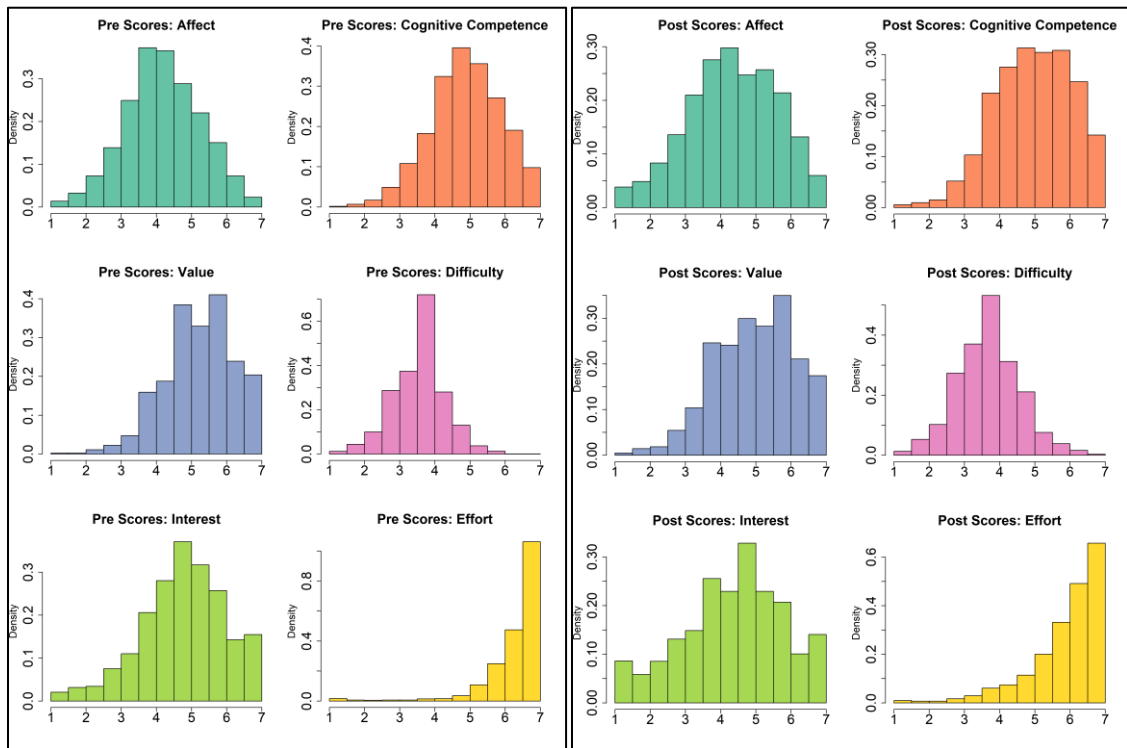 Pre Scores: Affect
Density
0.1
0.3
1 2 3 4 5 6 7
Pre Scores: Cognitive Competence
Density
0.0
0.1
0.2
0.3
0.4
1 2 3 4 5 6 7
Pre Scores: Value
Density
0.0
0.1
0.2
0.3
0.4
1 2 3 4 5 6 7
Pre Scores: Difficulty
Density
0.0
0.2
0.4
0.6
1 2 3 4 5 6 7
Pre Scores: Interest
Density
0.0
0.1
0.2
0.3
1 2 3 4 5 6 7
Pre Scores: Effort
Density
0.0
0.4
0.8
1 2 3 4 5 6 7
Post Scores: Affect
Density
0.00
0.10
0.20
0.30
1 2 3 4 5 6 7
Post Scores: Cognitive Competence
Density
0.00
0.10
0.20
0.30
1 2 3 4 5 6 7
Post Scores: Value
Density
0.00
0.10
0.20
0.30
1 2 3 4 5 6 7
Post Scores: Difficulty
Density
0.0
0.2
0.4
1 2 3 4 5 6 7
Post Scores: Interest
Density
0.00
0.10
0.20
0.30
1 2 3 4 5 6 7
Post Scores: Effort
Density
0.0
0.2
0.4
0.6
1 2 3 4 5 6 7